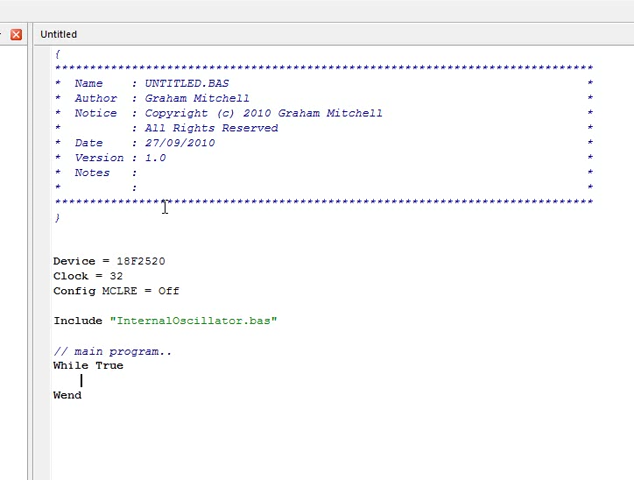 Untitled
{
*****************************************************************************
* Name : UNTITLED.BAS *
* Author : Graham Mitchell *
* Notice : Copyright (c) 2010 Graham Mitchell *
* : All Rights Reserved *
* Date : 27/09/2010 *
* Version : 1.0 *
* Notes : *
* : *
*****************************************************************************
}
Device = 18F2520
Clock = 32
Config MCLRE = Off
Include "InternalOscillator.bas"
// main program..
While True
Wend